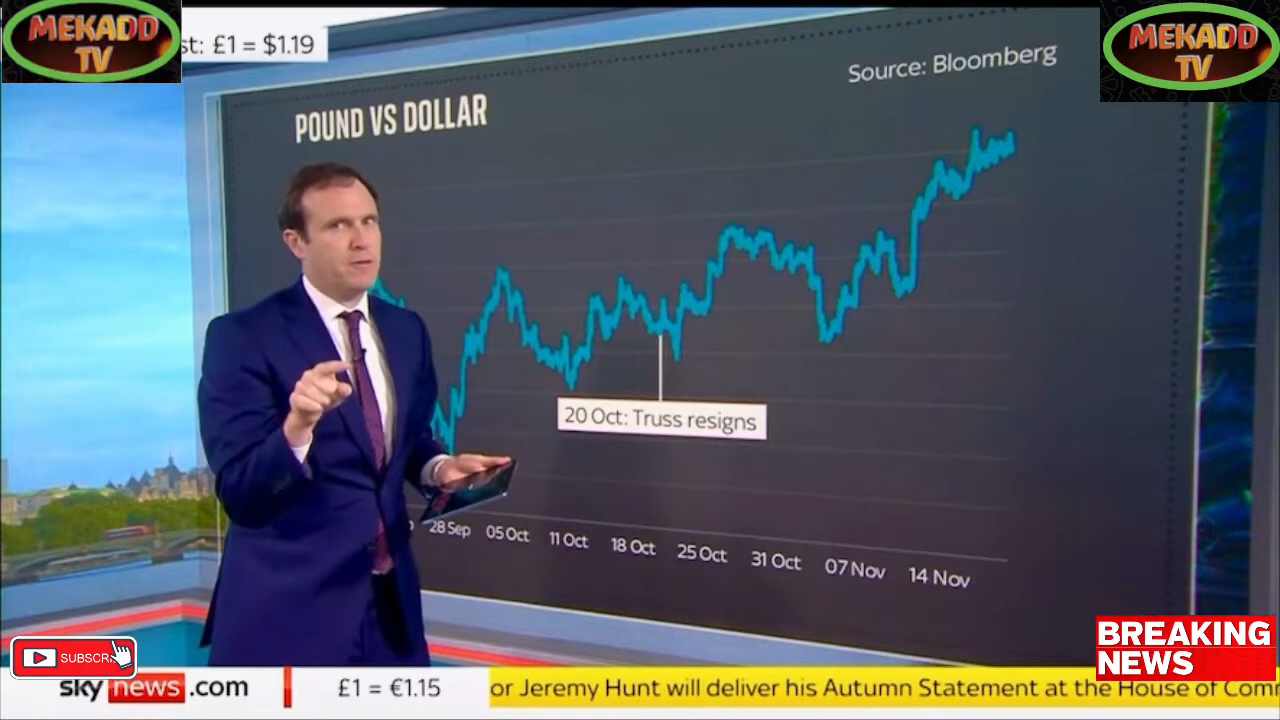 MEKADD
TV
st: £1 = $1.19
MEKADD
TV
Source: Bloomberg
POUND VS DOLLAR
20 Oct: Truss resigns
28 Sep
05 Oct
11 Oct
18 Oct
25 Oct
31 Oct
07 Nov
14 Nov
BREAKING
NEWS
SUBSCR
sky news .com
£1 = €1.15
or Jeremy Hunt will deliver his Autumn Statement at the House of Com